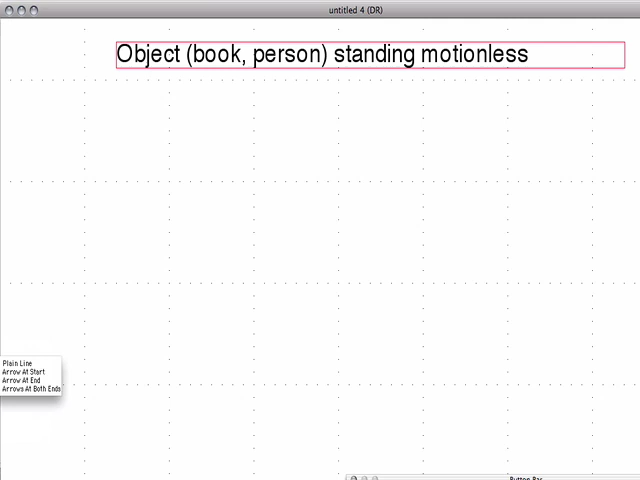 untitled 4 (DR)
Object (book, person) standing motionless
Plain Line
Arrow At Start
Arrow At End
Arrows At Both Ends
Button Bar